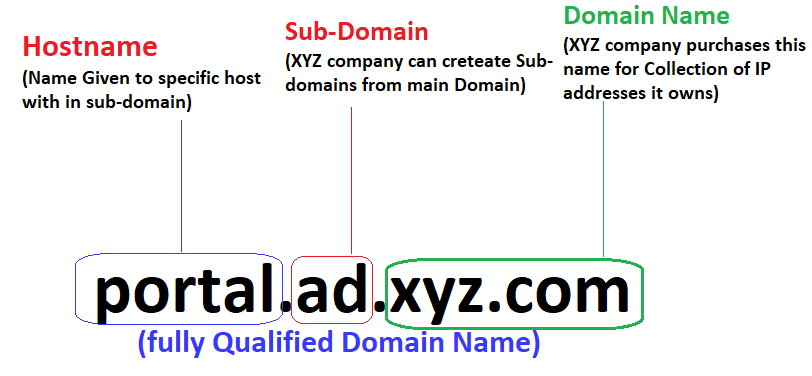 Hostname
(Name Given to specific host
with in sub-domain)
Sub-Domain
(XYZ company can creteate Sub-
domains from main Domain)
Domain Name
(XYZ company purchases this
name for Collection of IP
addresses it owns)
portal.ad.xyz.com
(fully Qualified Domain Name)